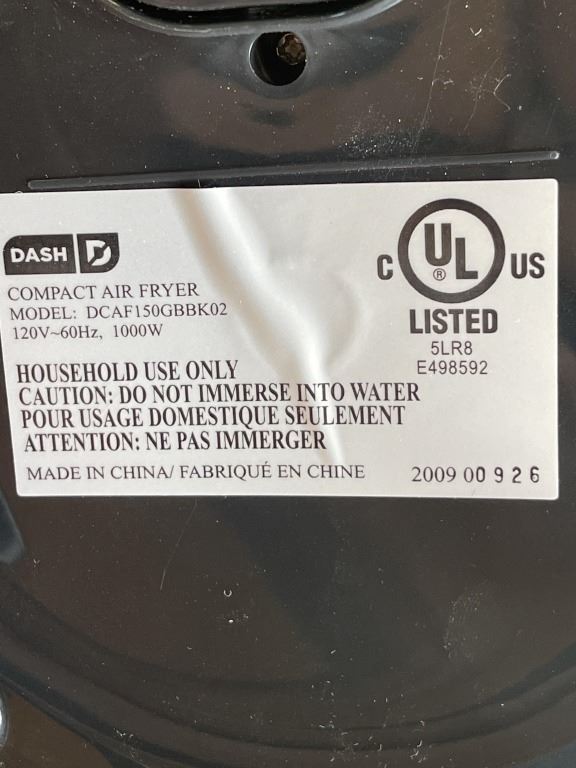 DASH D
COMPACT AIR FRYER
MODEL: DCAF150GBBK02
120V~60Hz, 1000W
C UL ® US
LISTED
5LR8
E498592
HOUSEHOLD USE ONLY
CAUTION: DO NOT IMMERSE INTO WATER
POUR USAGE DOMESTIQUE SEULEMENT
ATTENTION: NE PAS IMMERGER
MADE IN CHINA/ FABRIQUÉ EN CHINE
2009 00926